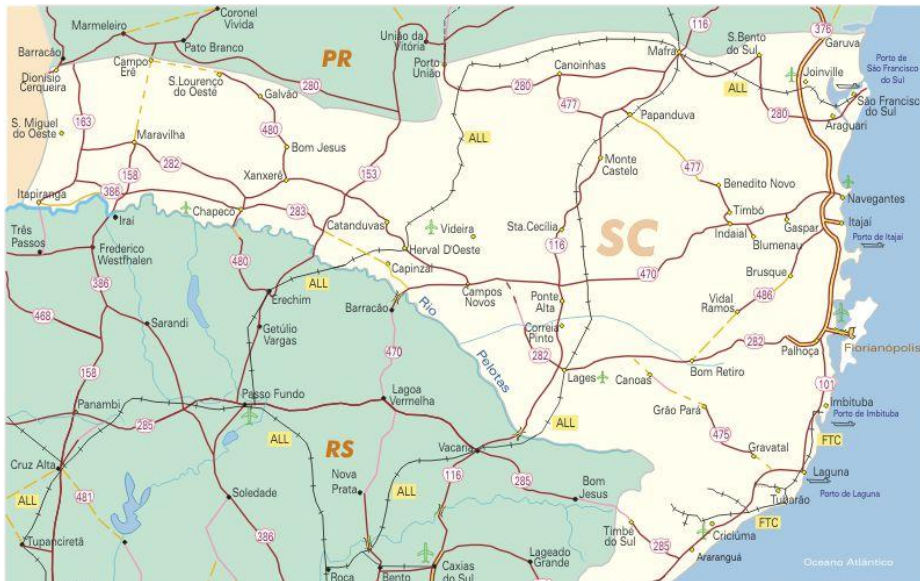 Coronel
Vivida
Marmeleiro
Pato Branco
Barracão
Dionísio
Cerqueira
Campo
Erê
S.Lourenço
do Oeste
Galvão
PR
280
União da
Vitória
Porto
União
Canoinhas
280
477
Mafra
116
S.Bento
do Sul
376
Garuva
Joinville
Porto de
São Francisco
do Sul
São Francisco
do Sul
280
Araguari
ALL
ALL
163
S. Miguel
do Oeste
Maravilha
480
Bom Jesus
282
158
Xanxerê
153
Papanduva
Monte
Castelo
477
Benedito Novo
Itapiranga
386
Iraí
Chapecó
283
Catanduvas
Videira
Herval D'Oeste
Sta.Cecília
116
SC
Timbó
Indaial
Blumenau
Gaspar
Navegantes
Itajaí
Porto de Itajaí
Três
Passos
Frederico
Westfhalen
480
386
ALL
Erechim
Capinzal
Barracão
Rio
Pelotas
Campos
Novos
Ponte
Alta
470
Brusque
486
Vidal
Ramos
468
Sarandi
Getúlio
Vargas
470
Correia
Pinto
282
282
Palhoça
Florianópolis
158
Panambi
285
Passo Fundo
Lagoa
Vermelha
Lages
Canoas
Bom Retiro
101
Imbituba
Porto de Imbituba
Grão Pará
475
Gravatal
FTC
Cruz Alta
ALL
481
ALL
RS
Vacaria
ALL
Nova
Prata
ALL
116
285
Bom
Jesus
Laguna
Porto de Laguna
Tubarão
FTC
Soledade
386
Tupanciretã
Timbé
do Sul
285
Criciúma
Araranguá
Roca
Bento
Caxias
do Sul
Lageado
Grande
Oceano Atlântico